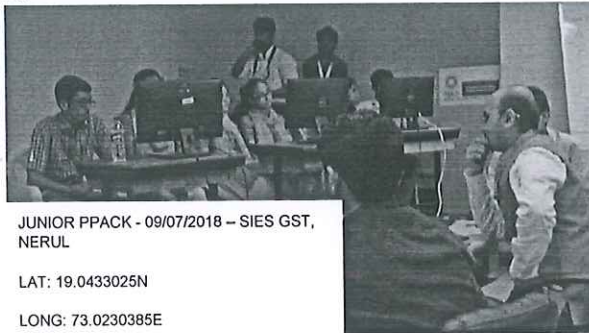 JUNIOR PPACK - 09/07/2018 – SIES GST,
NERUL
LAT: 19.0433025N
LONG: 73.0230385E